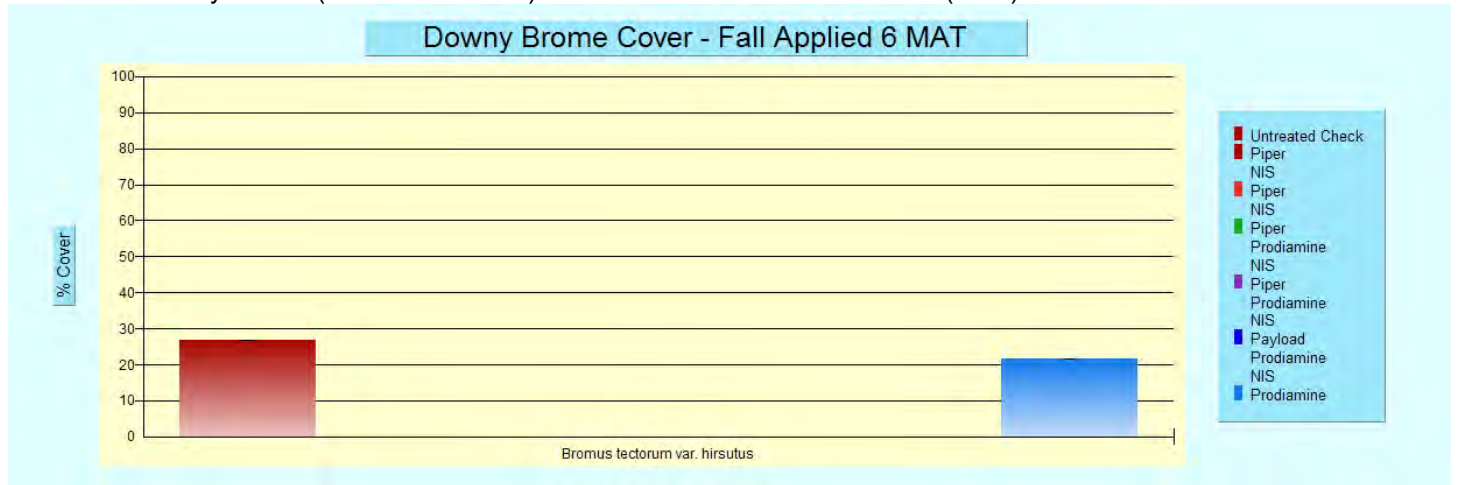 Downy Brome Cover - Fall Applied 6 MAT
% Cover
100
90
80
70
60
50
40
30
20
10
0
Bromus tectorum var. hirsutus
Untreated Check
Piper
NIS
Piper
NIS
Piper
Prodiamine
NIS
Piper
Prodiamine
NIS
Payload
Prodiamine
NIS
Prodiamine